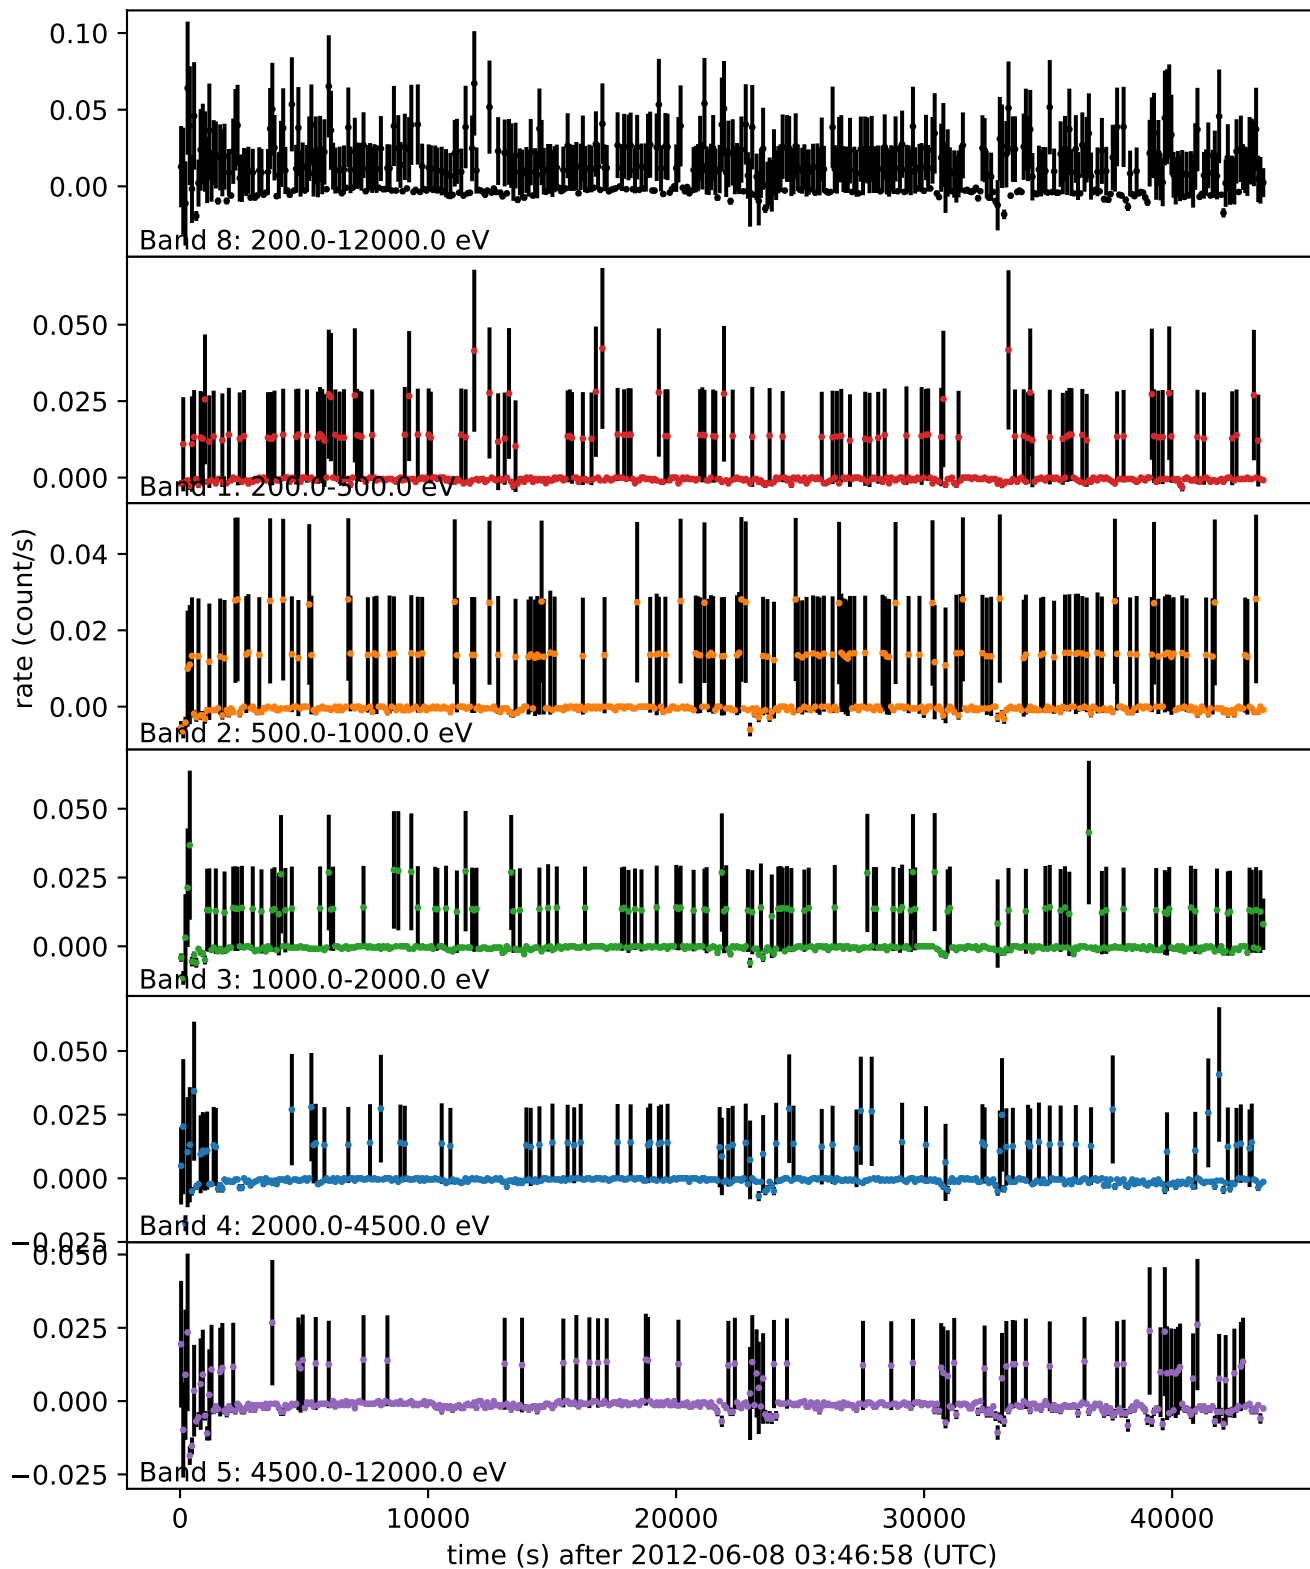 0.10
0.05
0.00
Band 8: 200.0-12000.0 eV
0.050
0.025
0.000
Band 1: 200.0-500.0 eV
0.04
0.02
0.00
Band 2: 500.0-1000.0 eV
rate (count/s)
0.050
0.025
0.000
Band 3: 1000.0-2000.0 eV
0.050
0.025
0.000
−0.025
Band 4: 2000.0-4500.0 eV
0.050
0.025
0.000
−0.025
Band 5: 4500.0-12000.0 eV
0 10000 20000 30000 40000
time (s) after 2012-06-08 03:46:58 (UTC)